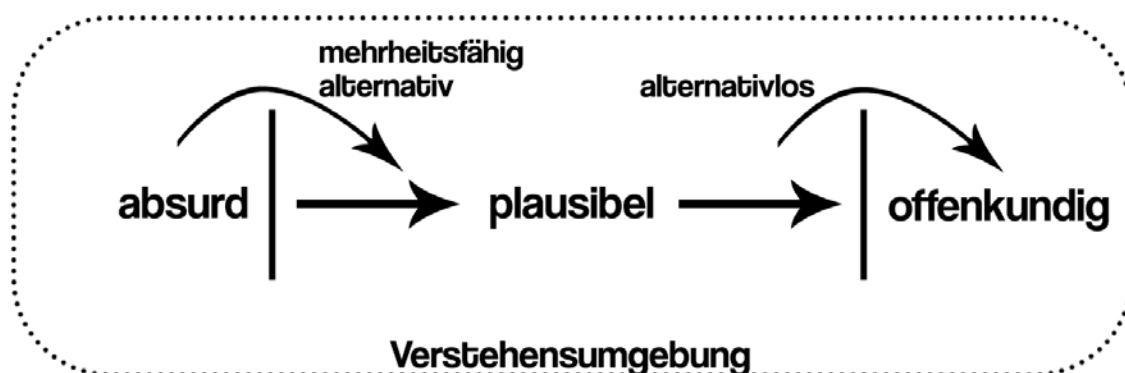 mehrheitsfähig
alternativ
alternativlos
absurd plausibel offenkundig
Verstehensumgebung